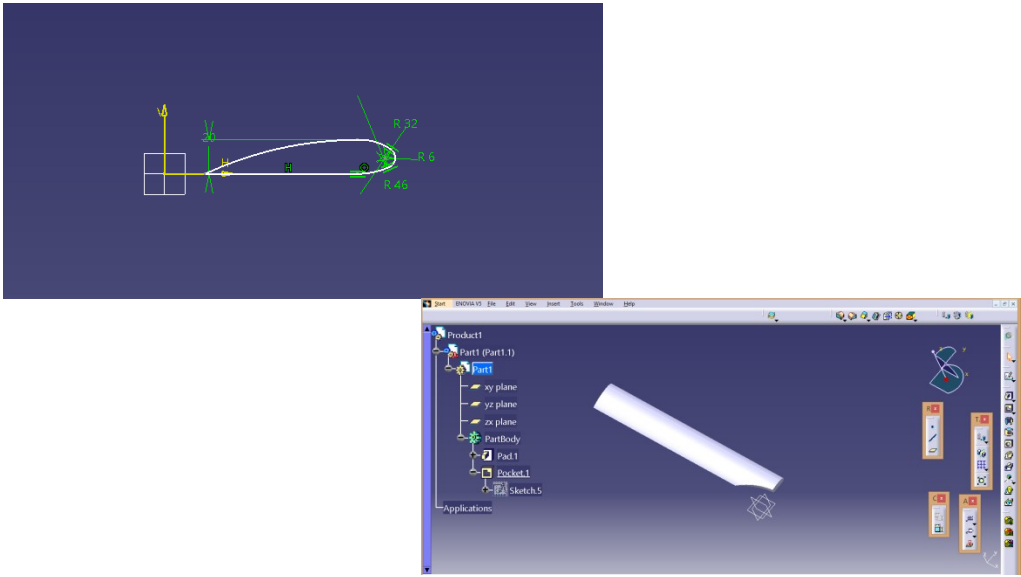 V
20
H
H
R 32
R 6
R 46
Start ENOVIA V5 File Edit View Insert Tools Window Help
Product1
Part1 (Part1.1)
Part1
xy plane
yz plane
zx plane
PartBody
Pad.1
Pocket.1
Sketch.5
Applications